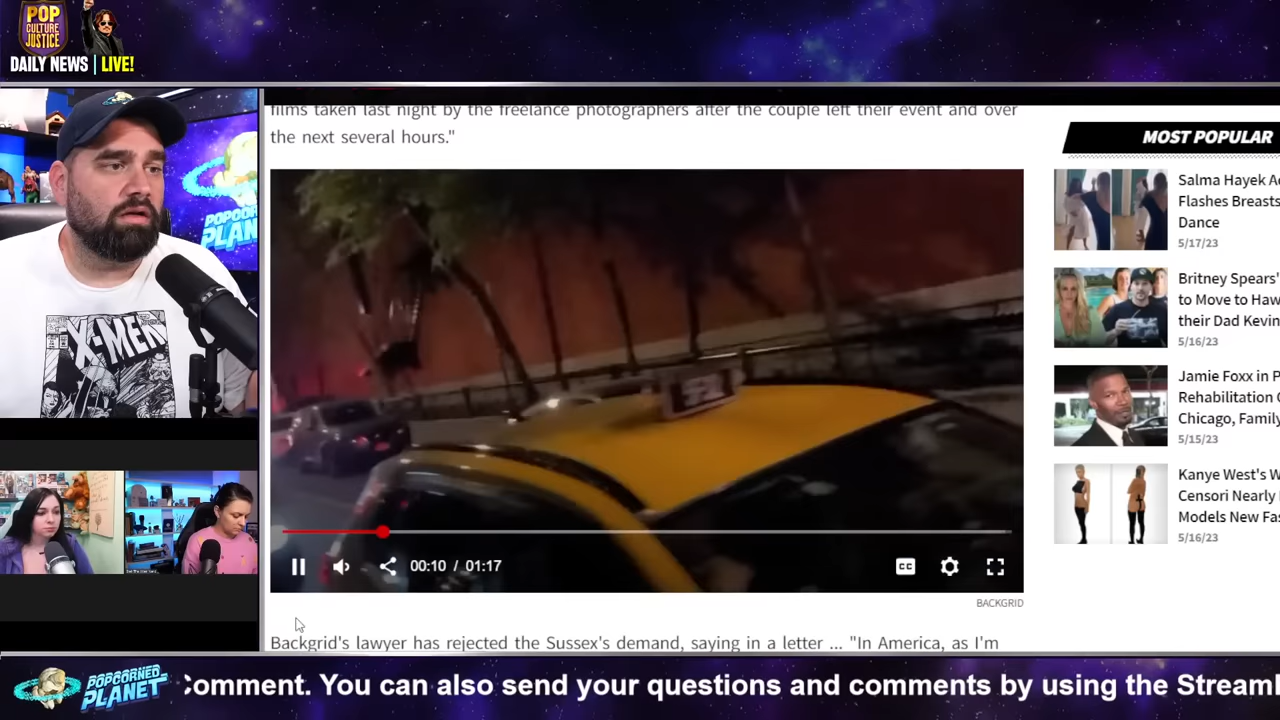 POP
CULTURE
JUSTICE
DAILY NEWS | LIVE!
films taken last night by the freelance photographers after the couple left their event and over
the next several hours."
POPCORN
PLANET
X-MEN
00:10 / 01:17
CC
BACKGRID
Backgrid's lawyer has rejected the Sussex's demand, saying in a letter ... "In America, as I'm
MOST POPULAR
Salma Hayek A
Flashes Breasts
Dance
5/17/23
Britney Spears'
to Move to Haw
their Dad Kevin
5/16/23
Jamie Foxx in P
Rehabilitation
Chicago, Family
5/15/23
Kanye West's W
Censori Nearly
Models New Fas
5/16/23
POPCORNED
PLANET
Comment. You can also send your questions and comments by using the Streaml